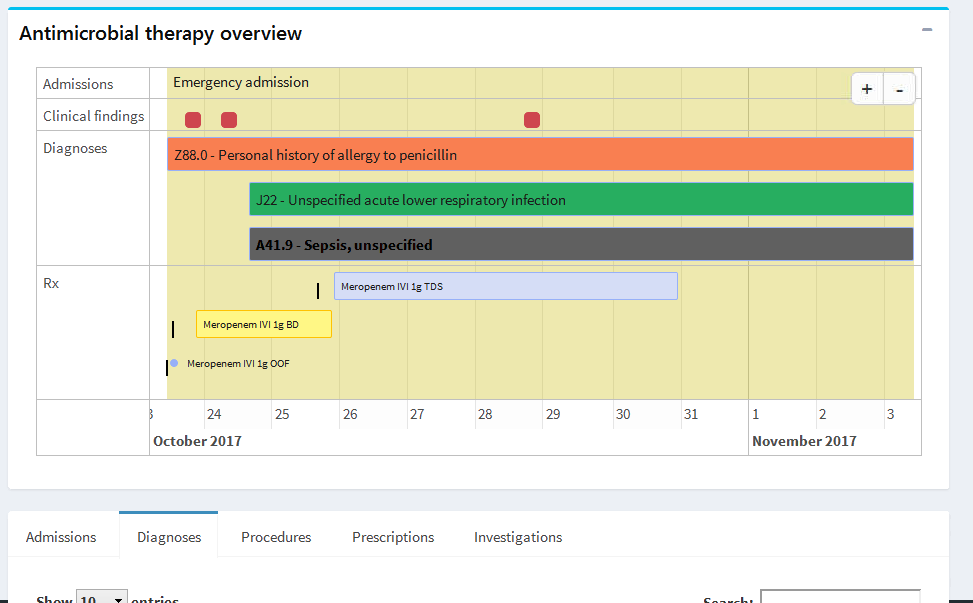 Antimicrobial therapy overview
-
Admissions
Emergency admission
+ -
Clinical findings
Diagnoses
Z88.0 - Personal history of allergy to penicillin
J22 - Unspecified acute lower respiratory infection
A41.9 - Sepsis, unspecified
Rx
Meropenem IVI 1g TDS
Meropenem IVI 1g BD
Meropenem IVI 1g OOF
3 24 25 26 27 28 29 30 31 1 2 3
October 2017 November 2017
Admissions Diagnoses Procedures Prescriptions Investigations
Show 10 entries Search: